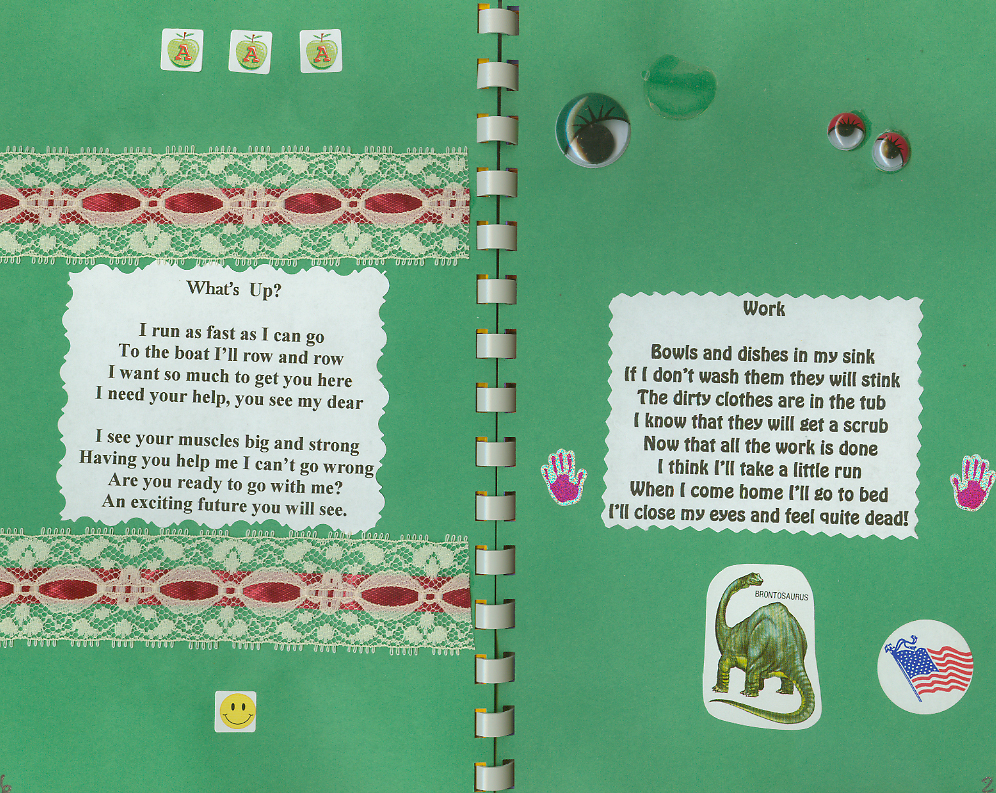 A A A
What's Up?
I run as fast as I can go
To the boat I'll row and row
I want so much to get you here
I need your help, you see my dear
I see your muscles big and strong
Having you help me I can't go wrong
Are you ready to go with me?
An exciting future you will see.
6
Work
Bowls and dishes in my sink
If I don't wash them they will stink
The dirty clothes are in the tub
I know that they will get a scrub
Now that all the work is done
I think I'll take a little run
When I come home I'll go to bed
I'll close my eyes and feel quite dead!
BRONTOSAURUS
2